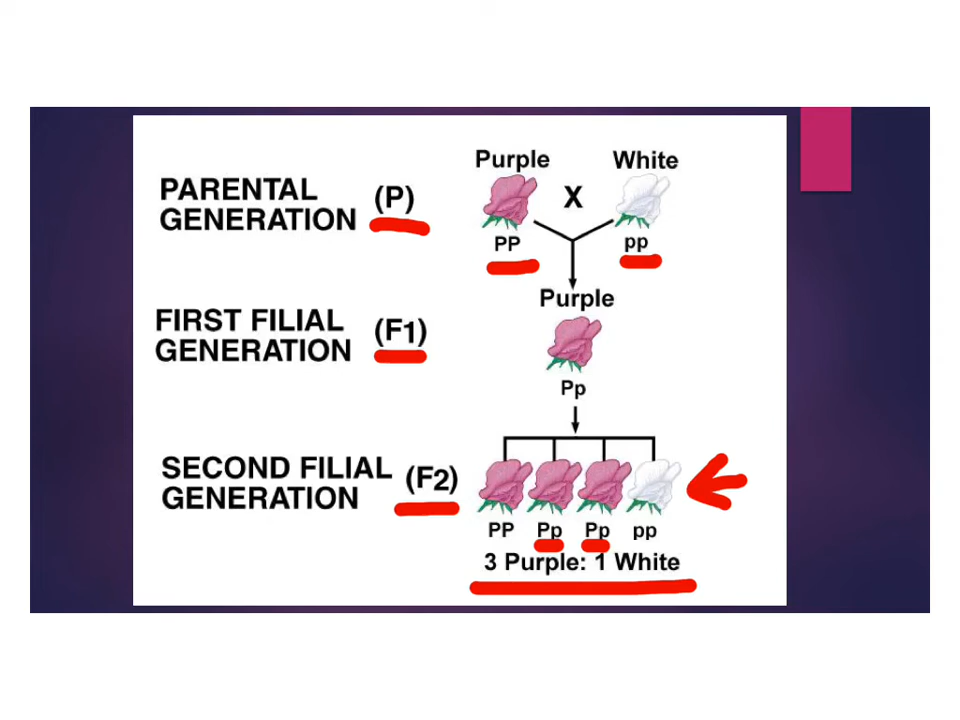 Purple White
PARENTAL (P)
GENERATION
X
PP pp
Purple
FIRST FILIAL (F1)
GENERATION
Pp
SECOND FILIAL (F2)
GENERATION
PP Pp Pp pp
3 Purple: 1 White